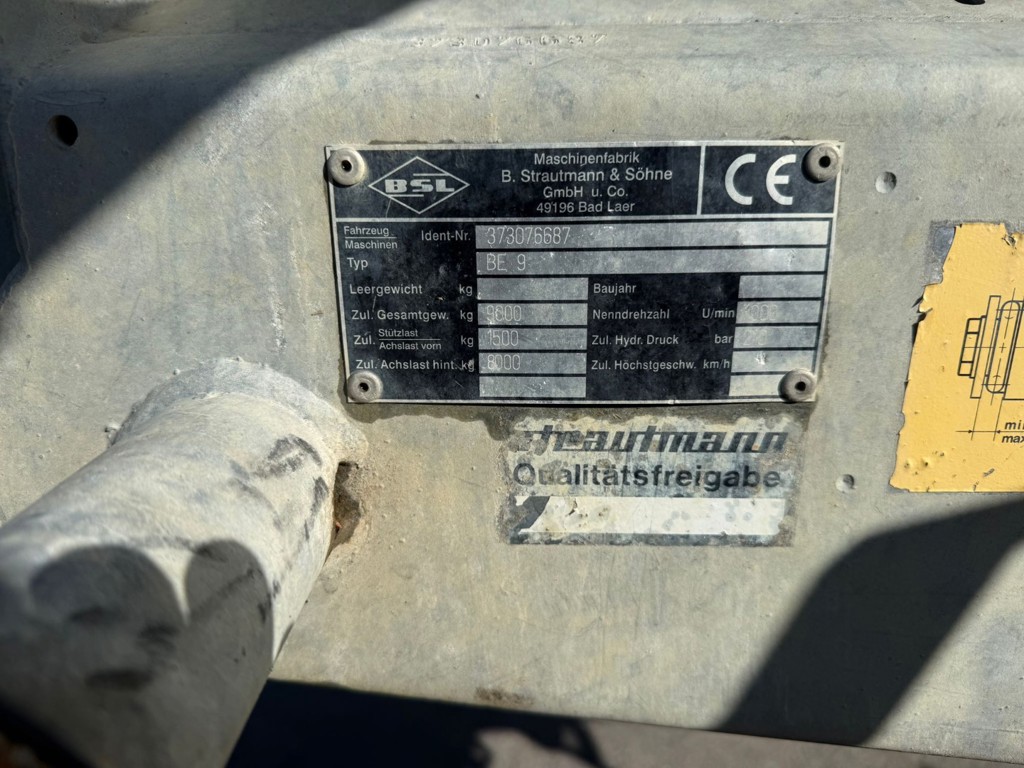 BSL
Maschinenfabrik
B. Strautmann & Söhne
GmbH u. Co.
49196 Bad Laer
CE
Fahrzeug
Maschinen
Ident-Nr. 373076687
Typ BE 9
Leergewicht kg
Baujahr
Zul. Gesamtgew. kg 9600
Nenndrehzahl U/min
Zul. Stützlast
Achslast vorn kg 1500
Zul. Hydr. Druck bar
Zul. Achslast hint. kg 8000
Zul. Höchstgeschw. km/h
strautmann
Qualitätsfreigabe